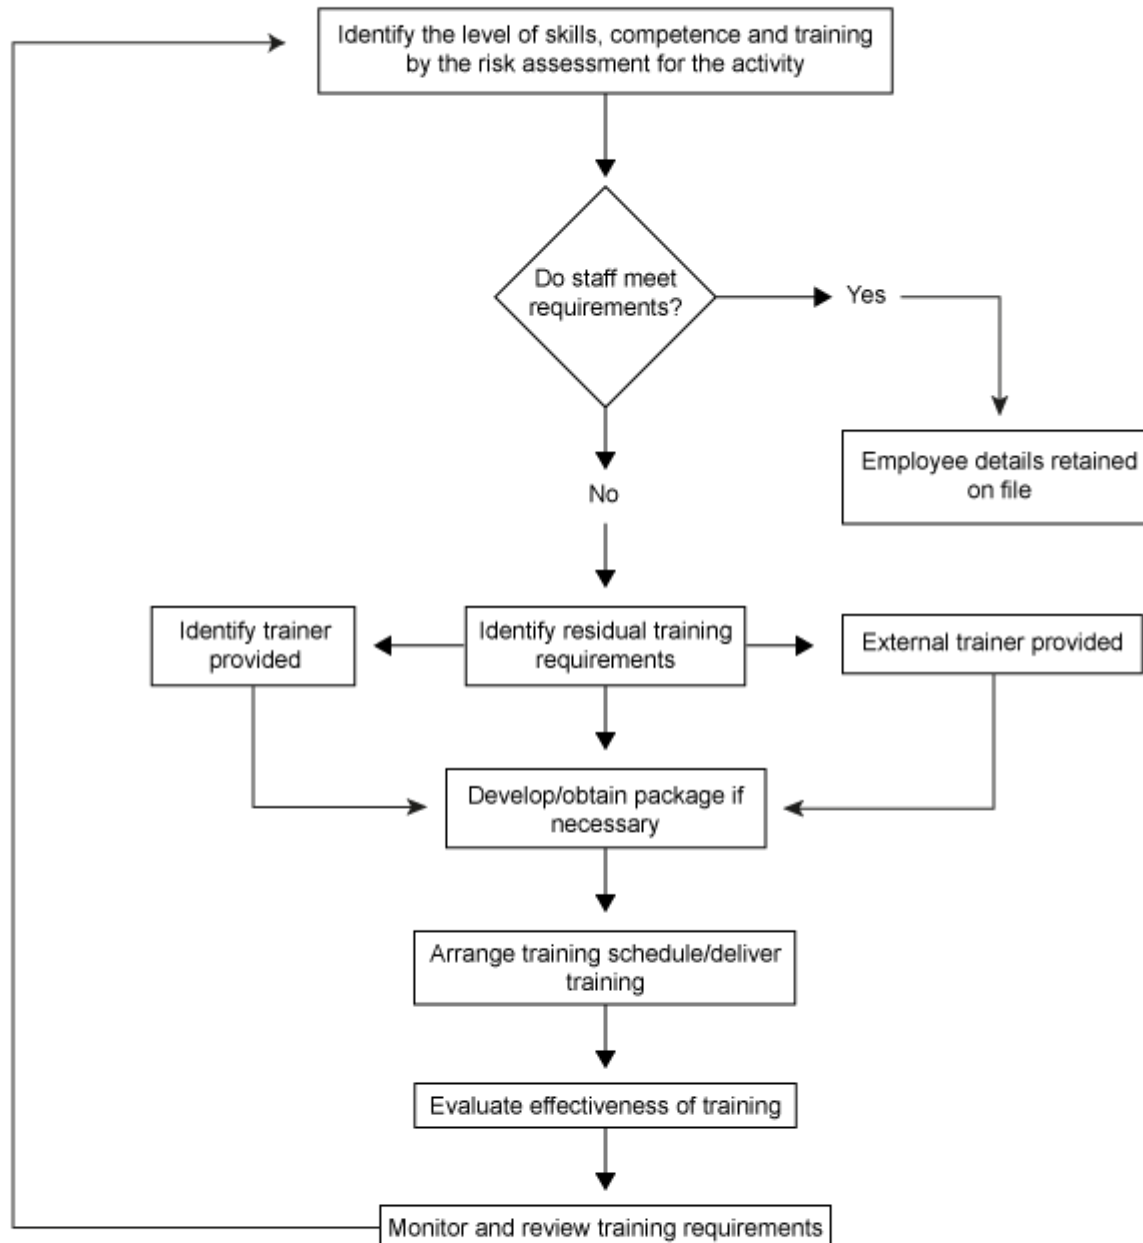 Identify the level of skills, competence and training
by the risk assessment for the activity
Do staff meet
requirements?
Yes
Employee details retained
on file
No
Identify trainer
provided
Identify residual training
requirements
External trainer provided
Develop/obtain package if
necessary
Arrange training schedule/deliver
training
Evaluate effectiveness of training
Monitor and review training requirements